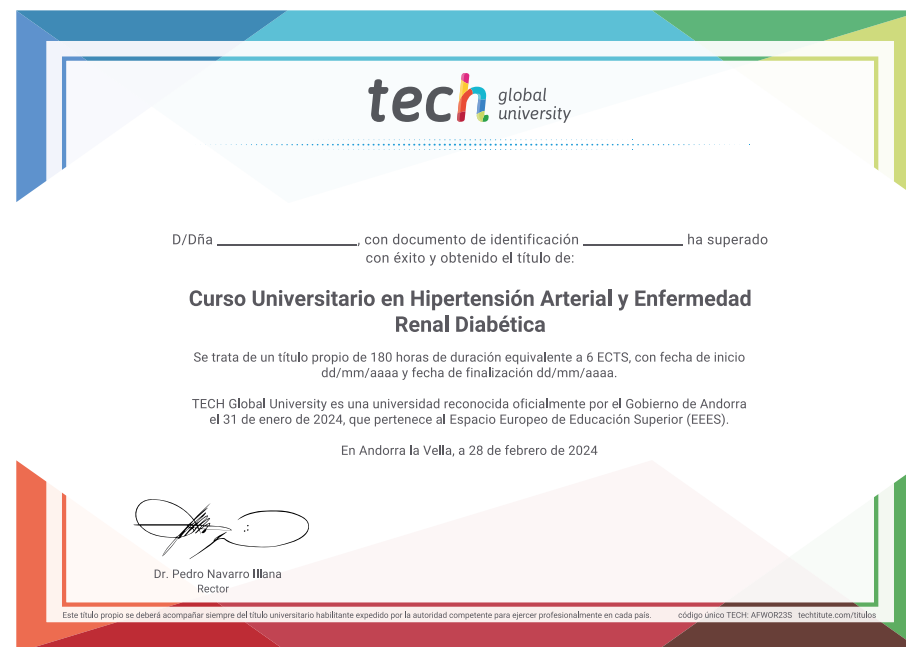 tech global university
D/Dña ____________________, con documento de identificación ______________ ha superado
con éxito y obtenido el título de:
Curso Universitario en Hipertensión Arterial y Enfermedad
Renal Diabética
Se trata de un título propio de 180 horas de duración equivalente a 6 ECTS, con fecha de inicio
dd/mm/aaaa y fecha de finalización dd/mm/aaaa.
TECH Global University es una universidad reconocida oficialmente por el Gobierno de Andorra
el 31 de enero de 2024, que pertenece al Espacio Europeo de Educación Superior (EEES).
En Andorra la Vella, a 28 de febrero de 2024
Dr. Pedro Navarro Illana
Rector
Este título propio se deberá acompañar siempre del título universitario habilitante expedido por la autoridad competente para ejercer profesionalmente en cada país. código único TECH: AFWOR23S techtitute.com/titulos